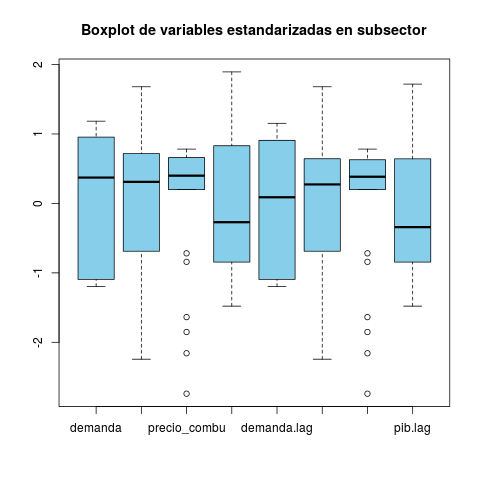 Boxplot de variables estandarizadas en subsector
2
1
0
-1
-2
demanda precio_combu demanda.lag pib.lag